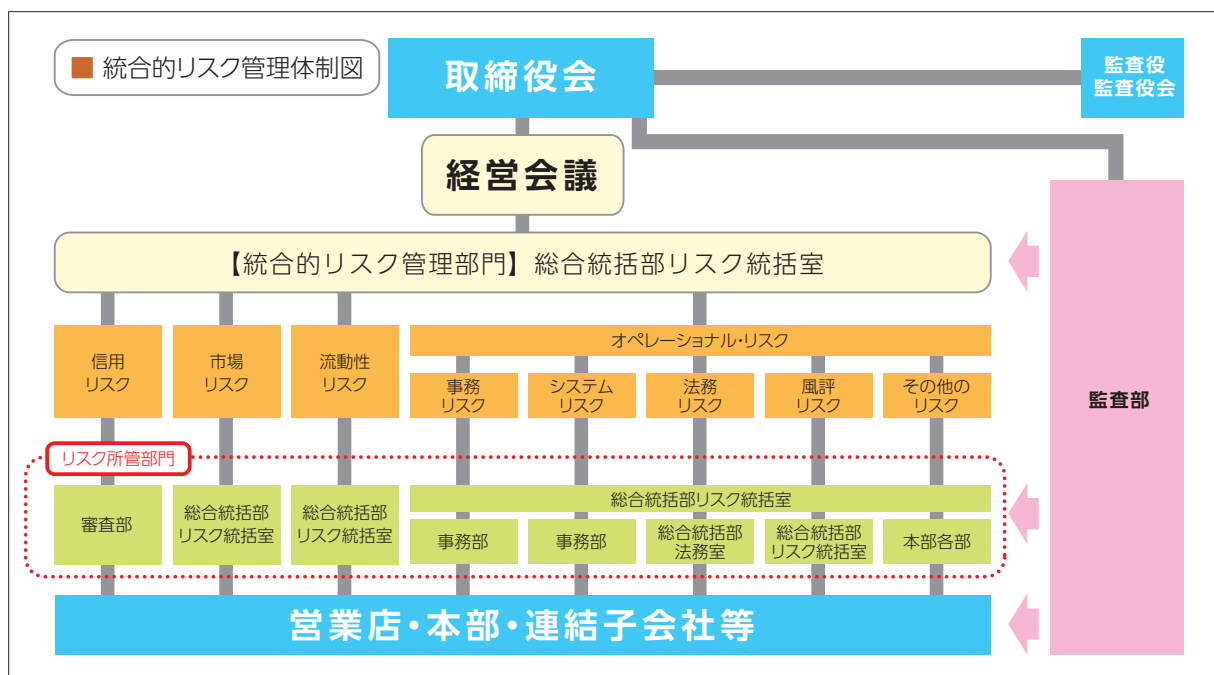 ■ 統合的リスク管理体制図
取締役会
監査役
監査役会
経営会議
【統合的リスク管理部門】総合統括部リスク統括室
信用
リスク
市場
リスク
流動性
リスク
オペレーショナル・リスク
事務
リスク
システム
リスク
法務
リスク
風評
リスク
その他の
リスク
監査部
リスク所管部門
審査部
総合統括部
リスク統括室
総合統括部
リスク統括室
総合統括部リスク統括室
事務部
事務部
総合統括部
法務室
総合統括部
リスク統括室
本部各部
営業店・本部・連結子会社等